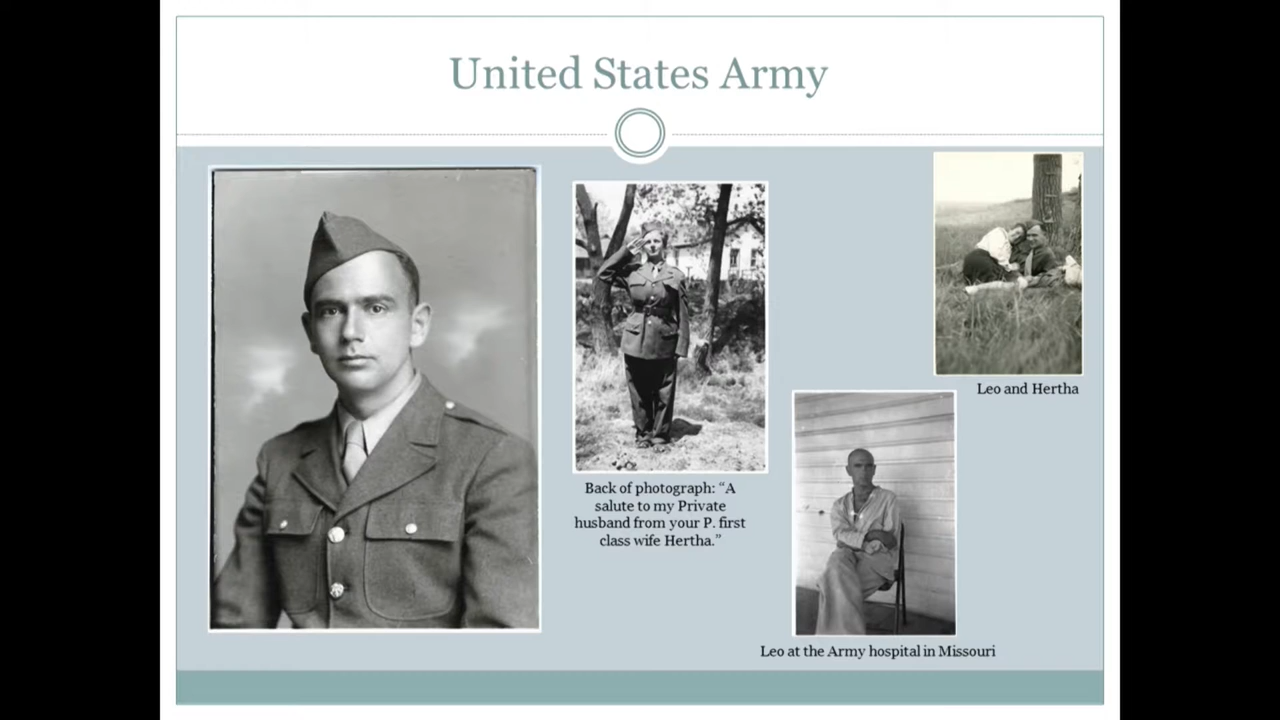 United States Army
Leo and Hertha
Back of photograph: “A
salute to my Private
husband from your P. first
class wife Hertha.”
Leo at the Army hospital in Missouri